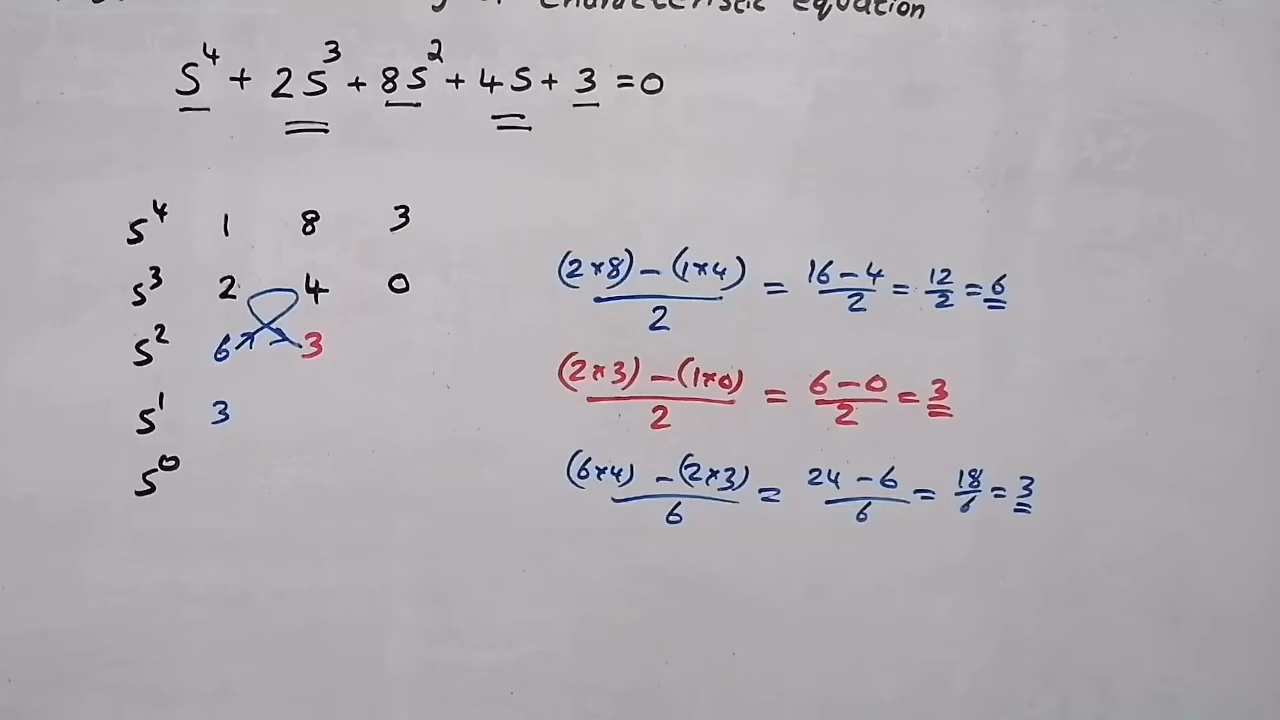 characteristic equation
S⁴ + 2S³ + 8S² + 4S + 3 = 0
S⁴ 1 8 3
S³ 2 4 0
S² 6 3
S¹ 3
S⁰
(2×8) – (1×4) / 2 = 16 – 4 / 2 = 12/2 = 6
(2×3) – (1×0) / 2 = 6 – 0 / 2 = 3
(6×4) – (2×3) / 6 = 24 – 6 / 6 = 18/6 = 3